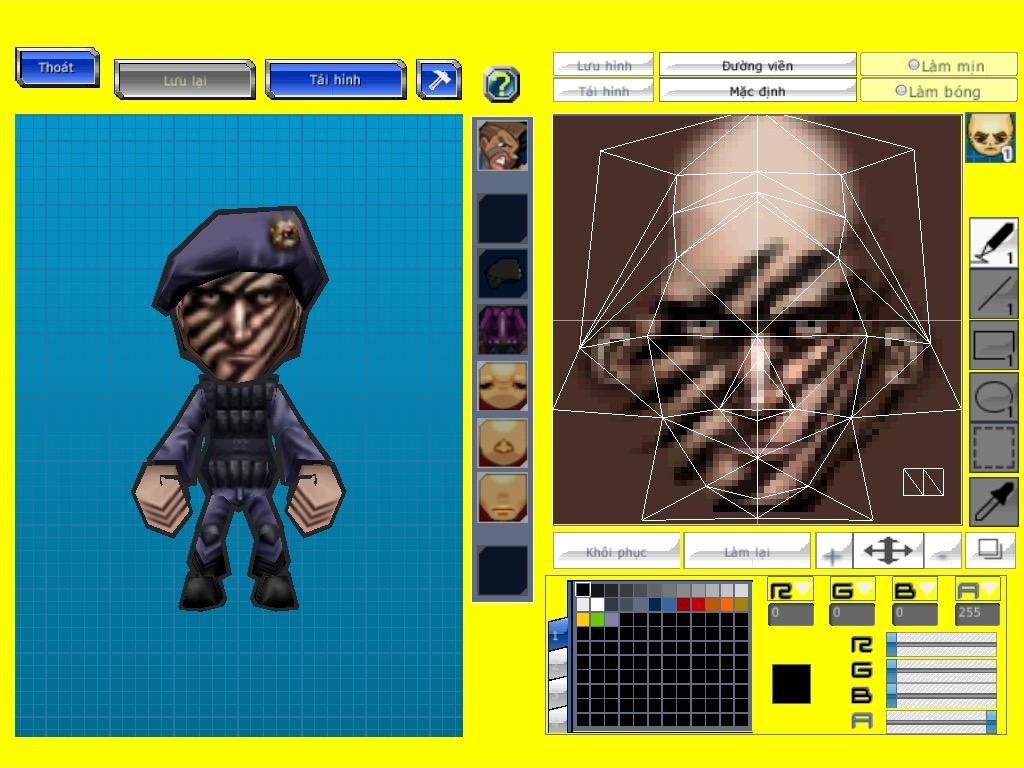 Thoát
Lưu lại
Tải hình
?
Lưu hình
Đường viền
Làm mịn
Tải hình
Mặc định
Làm bóng
1
1
1
1
1
Khôi phục
Làm lại
+
-
R
G
B
A
0
0
0
255
1
R
G
B
A